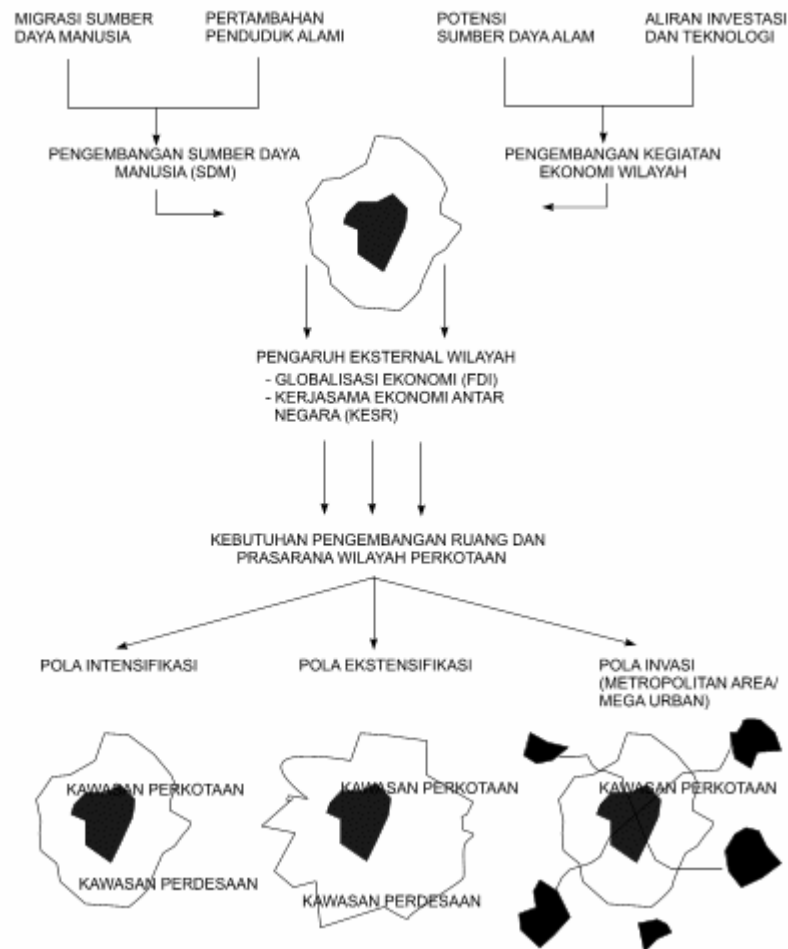 MIGRASI SUMBER
DAYA MANUSIA
PERTAMBAHAN
PENDUDUK ALAMI
POTENSI
SUMBER DAYA ALAM
ALIRAN INVESTASI
DAN TEKNOLOGI
PENGEMBANGAN SUMBER DAYA
MANUSIA (SDM)
PENGEMBANGAN KEGIATAN
EKONOMI WILAYAH
PENGARUH EKSTERNAL WILAYAH
- GLOBALISASI EKONOMI (FDI)
- KERJASAMA EKONOMI ANTAR
NEGARA (KESR)
KEBUTUHAN PENGEMBANGAN RUANG DAN
PRASARANA WILAYAH PERKOTAAN
POLA INTENSIFIKASI
POLA EKSTENSIFIKASI
POLA INVASI
(METROPOLITAN AREA/
MEGA URBAN)
KAWASAN PERKOTAAN
KAWASAN PERKOTAAN
KAWASAN PERKOTAAN
KAWASAN PERDESAAN
KAWASAN PERDESAAN